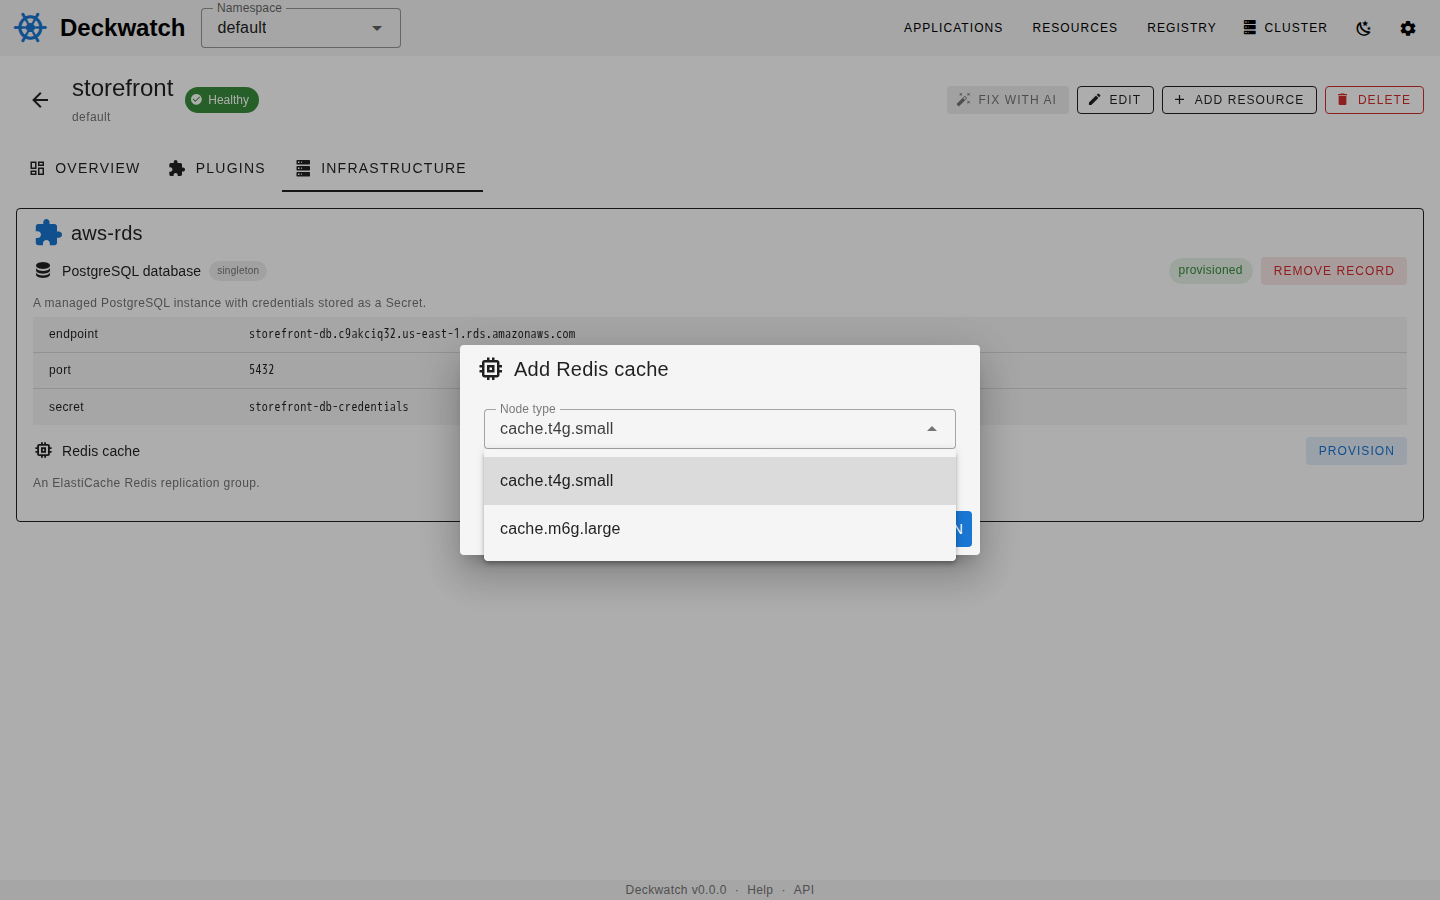 Deckwatch
Namespace
default
APPLICATIONS
RESOURCES
REGISTRY
CLUSTER
storefront
default
Healthy
FIX WITH AI
EDIT
ADD RESOURCE
DELETE
OVERVIEW
PLUGINS
INFRASTRUCTURE
aws-rds
PostgreSQL database
singleton
provisioned
REMOVE RECORD
A managed PostgreSQL instance with credentials stored as a Secret.
endpoint
storefront-db.c9akciq32.us-east-1.rds.amazonaws.com
port
5432
secret
storefront-db-credentials
Redis cache
PROVISION
An ElastiCache Redis replication group.
Add Redis cache
Node type
cache.t4g.small
cache.t4g.small
cache.m6g.large
N
Deckwatch v0.0.0 · Help · API